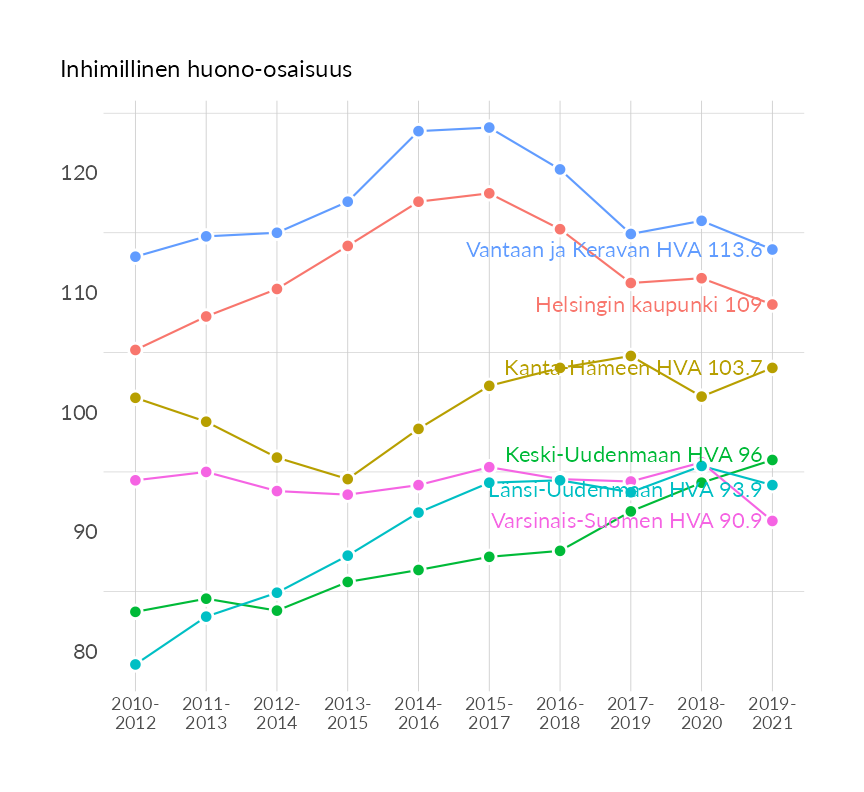 Inhimillinen huono-osaisuus
120
Vantaan ja Keravan HVA 113.6
110
Helsingin kaupunki 109
Kanta-Hämeen HVA 103.7
100
Keski-Uudenmaan HVA 96
Länsi-Uudenmaan HVA 93.9
90
Varsinais-Suomen HVA 90.9
80
2010- 2011- 2012- 2013- 2014- 2015- 2016- 2017- 2018- 2019-
2012 2013 2014 2015 2016 2017 2018 2019 2020 2021